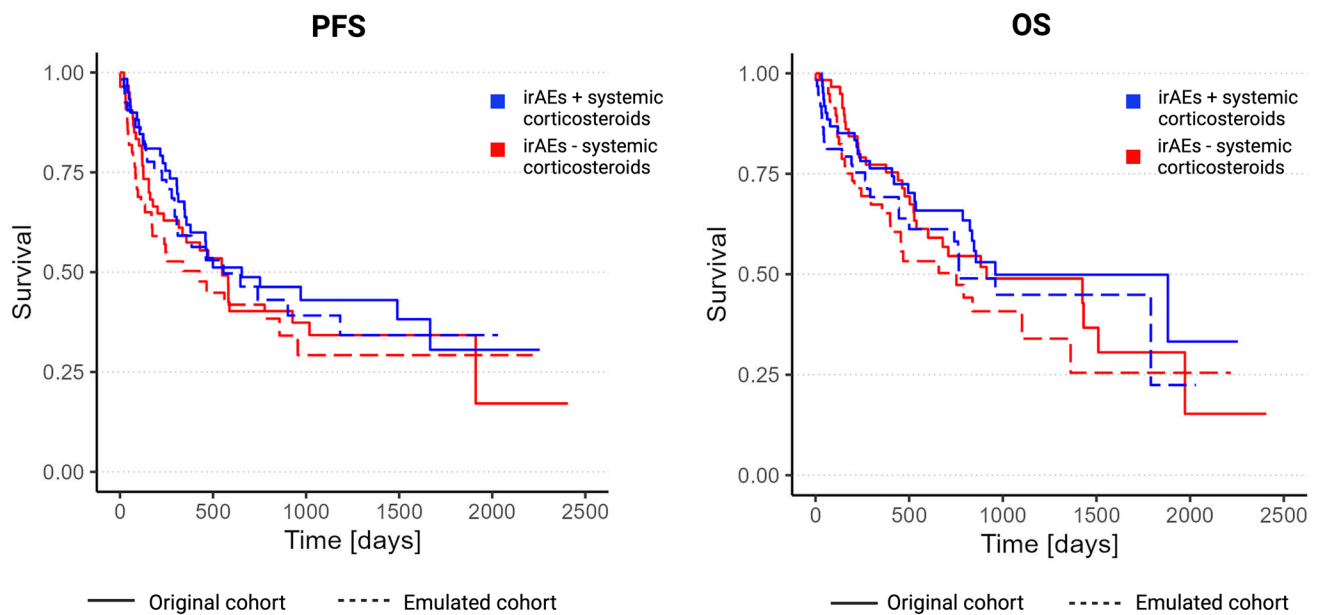 PFS
1.00
0.75
0.50
0.25
0.00
Survival
irAEs + systemic
corticosteroids
irAEs - systemic
corticosteroids
0
500
1000
1500
2000
2500
Time [days]
Original cohort
Emulated cohort
OS
1.00
0.75
0.50
0.25
0.00
Survival
irAEs + systemic
corticosteroids
irAEs - systemic
corticosteroids
0
500
1000
1500
2000
2500
Time [days]
Original cohort
Emulated cohort